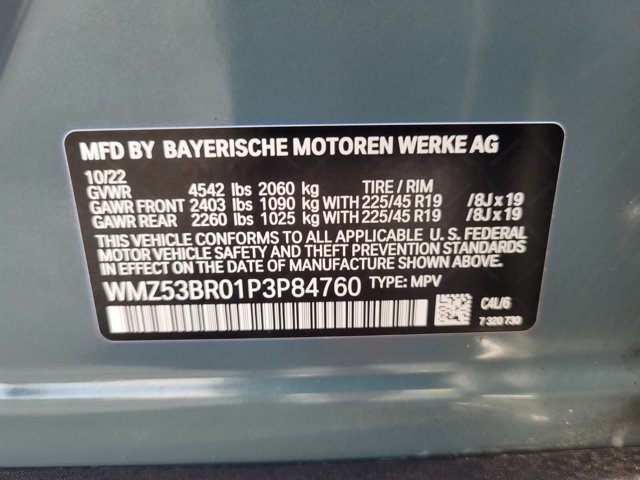 MFD BY BAYERISCHE MOTOREN WERKE AG
10/22
GVWR 4542 lbs 2060 kg TIRE / RIM
GAWR FRONT 2403 lbs 1090 kg WITH 225/45 R19 /8J x 19
GAWR REAR 2260 lbs 1025 kg WITH 225/45 R19 /8J x 19
THIS VEHICLE CONFORMS TO ALL APPLICABLE U. S. FEDERAL
MOTOR VEHICLE SAFETY AND THEFT PREVENTION STANDARDS
IN EFFECT ON THE DATE OF MANUFACTURE SHOWN ABOVE.
WMZ53BR01P3P84760 TYPE: MPV
C4L/6
7 320 730